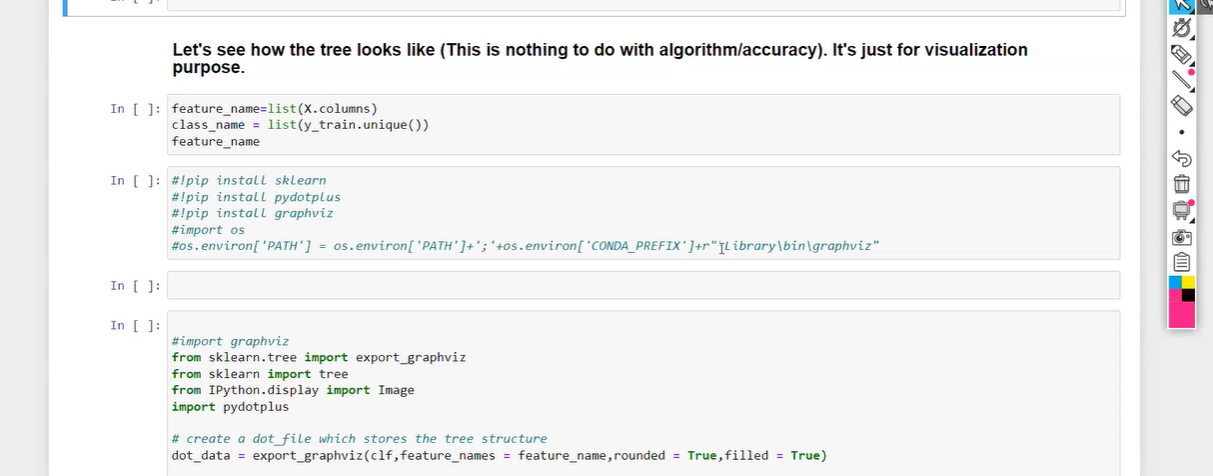 In [ ]:
Let's see how the tree looks like (This is nothing to do with algorithm/accuracy). It's just for visualization
purpose.
In [ ]: feature_name=list(X.columns)
class_name = list(y_train.unique())
feature_name
In [ ]: #!pip install sklearn
#!pip install pydotplus
#!pip install graphviz
#import os
#os.environ['PATH'] = os.environ['PATH']+';'+os.environ['CONDA_PREFIX']+r"\Library\bin\graphviz"
In [ ]:
In [ ]:
#import graphviz
from sklearn.tree import export_graphviz
from sklearn import tree
from IPython.display import Image
import pydotplus
# create a dot_file which stores the tree structure
dot_data = export_graphviz(clf,feature_names = feature_name,rounded = True,filled = True)